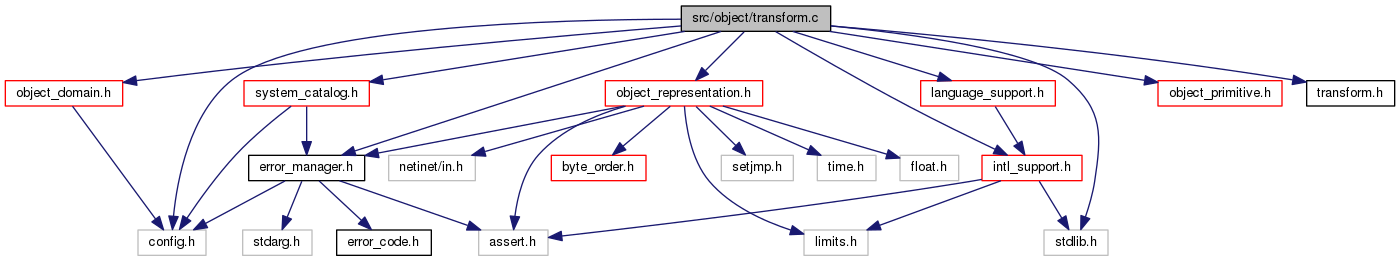 src/object/transform.c
object_domain.h
system_catalog.h
object_representation.h
language_support.h
object_primitive.h
transform.h
error_manager.h
netinet/in.h
byte_order.h
setjmp.h
time.h
float.h
intl_support.h
config.h
stdarg.h
error_code.h
assert.h
limits.h
stdlib.h